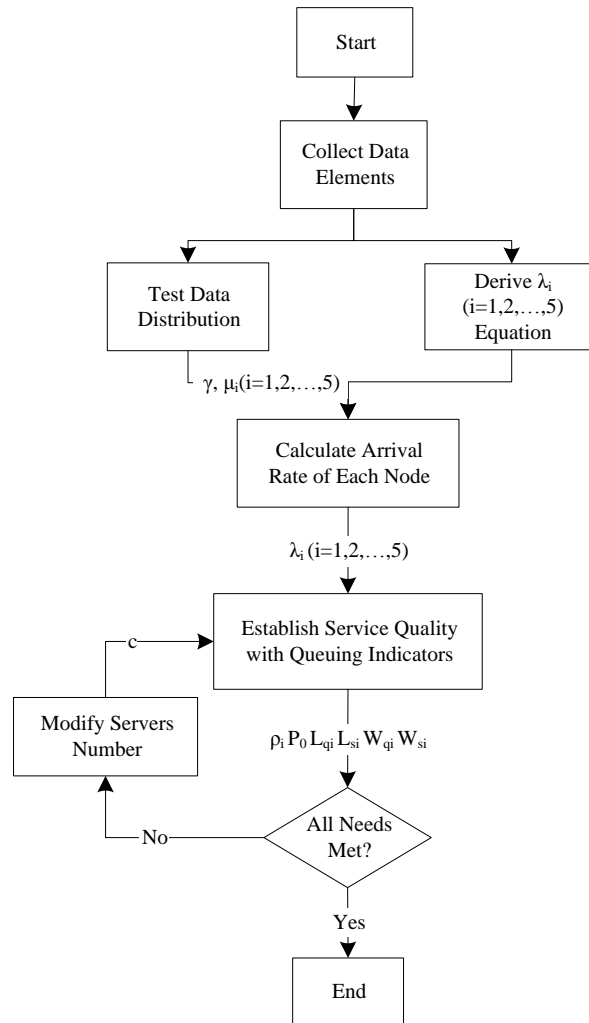 Start
Collect Data
Elements
Test Data
Distribution
Derive λi
(i=1,2,…,5)
Equation
γ, μi(i=1,2,…,5)
Calculate Arrival
Rate of Each Node
λi (i=1,2,…,5)
Establish Service Quality
with Queuing Indicators
c
Modify Servers
Number
ρi P0 Lqi Lsi Wqi Wsi
All Needs
Met?
No
Yes
End